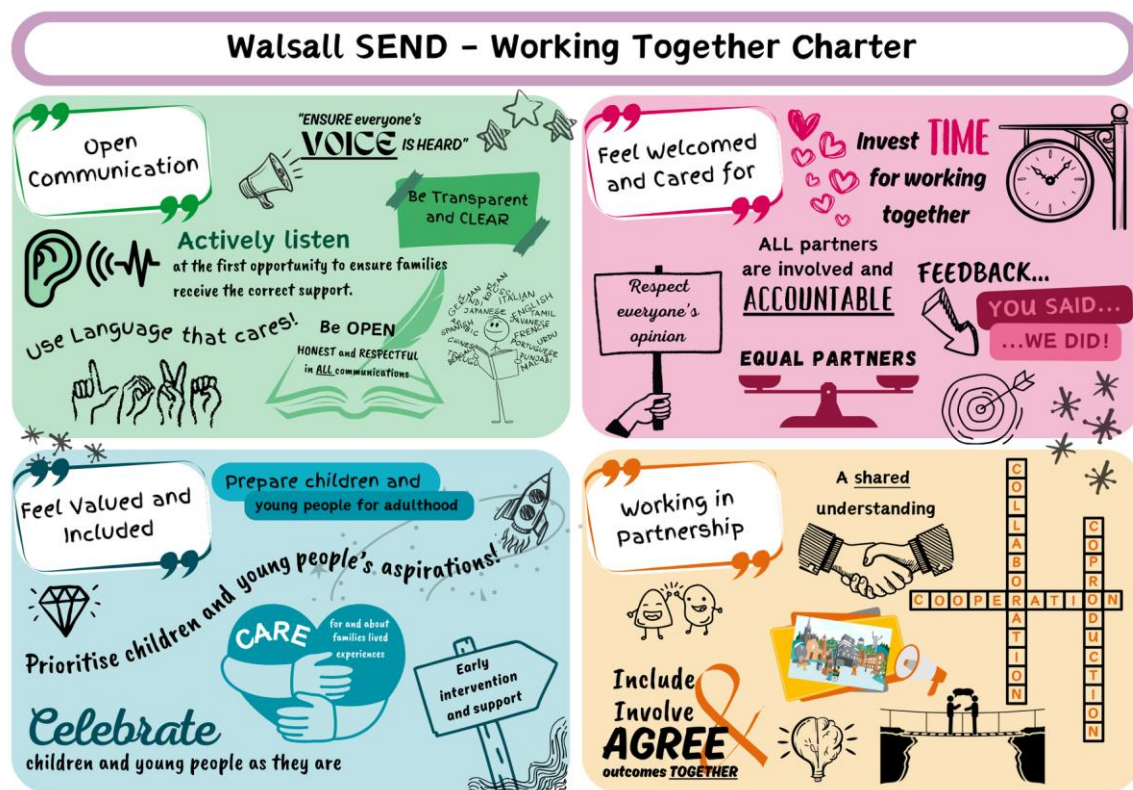 Walsall SEND - Working Together Charter
Open
Communication
"ENSURE everyone's
VOICE IS HEARD"
Be Transparent
and CLEAR
Actively listen
at the first opportunity to ensure families
receive the correct support.
Use Language that cares!
Be OPEN
HONEST and RESPECTFUL
in ALL communications
GERMAN
HINDI
KOREAN
ITALIAN
JAPANESE
ENGLISH
TAMIL
SPANISH
JAVANESE
FRENCH
URDU
PORTUGUESE
PUNJABI
Feel Welcomed
and Cared for
Invest TIME
for working
together
ALL partners
are involved and
ACCOUNTABLE
Respect
everyone's
opinion
FEEDBACK...
YOU SAID...
...WE DID!
EQUAL PARTNERS
Feel Valued and
Included
Prepare children and
young people for adulthood
Prioritise children and young people's aspirations!
CARE
for and about
families lived
experiences
Early
intervention
and support
Celebrate
children and young people as they are
Working in
Partnership
A shared
understanding
COLLABORATION
COPRODUCTION
COOPERATION
Include
Involve
AGREE
outcomes TOGETHER